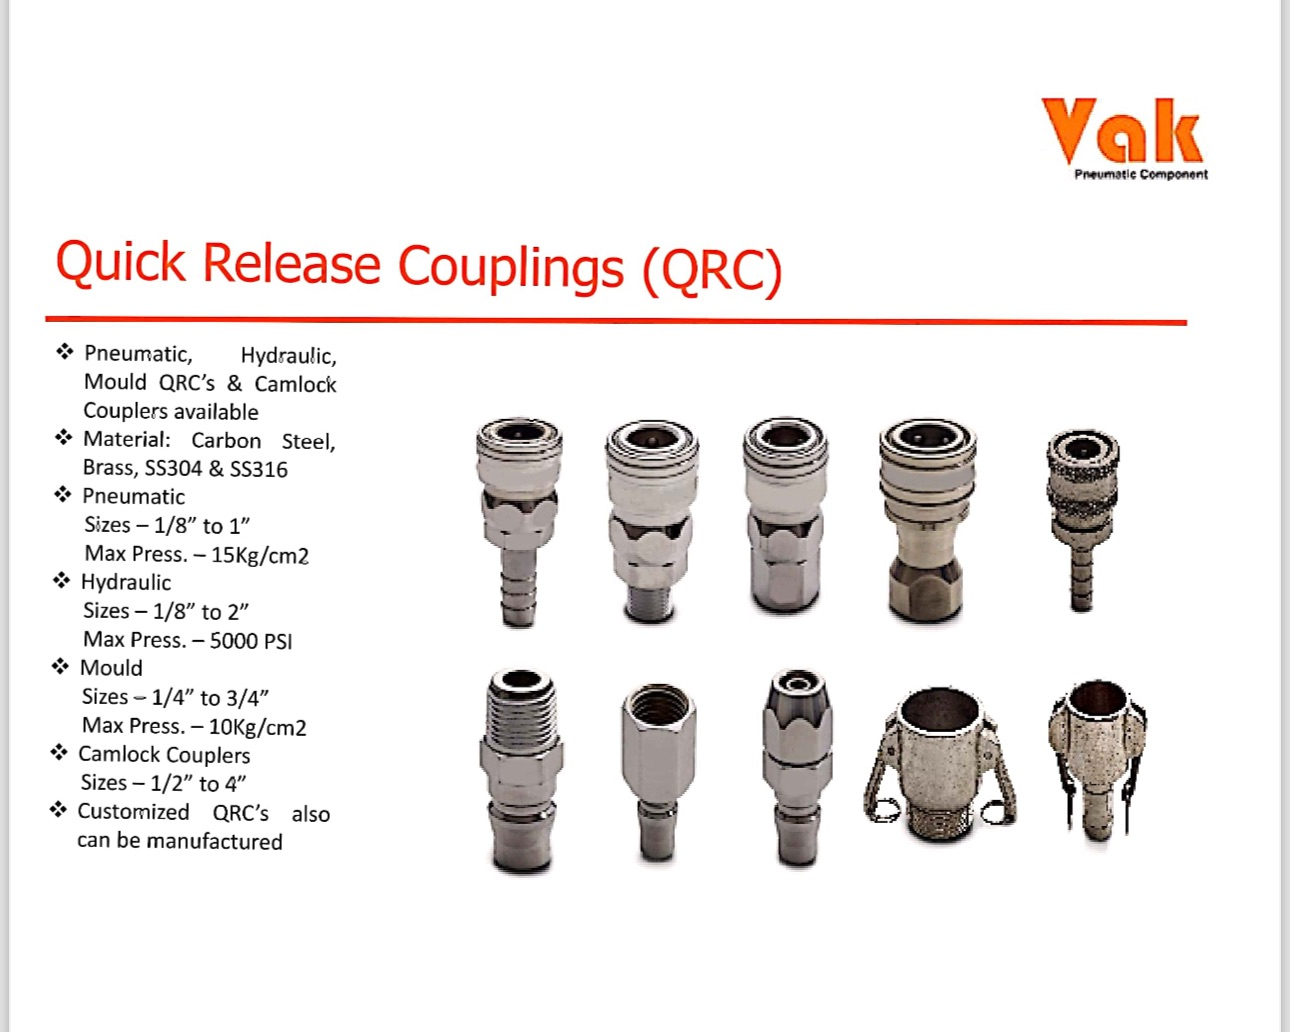 Vak
Pneumatic Component
Quick Release Couplings (QRC)
❖ Pneumatic, Hydraulic,
Mould QRC's & Camlock
Couplers available
❖ Material: Carbon Steel,
Brass, SS304 & SS316
❖ Pneumatic
Sizes – 1/8” to 1”
Max Press. – 15Kg/cm2
❖ Hydraulic
Sizes – 1/8” to 2”
Max Press. – 5000 PSI
❖ Mould
Sizes – 1/4” to 3/4”
Max Press. – 10Kg/cm2
❖ Camlock Couplers
Sizes – 1/2” to 4”
❖ Customized QRC's also
can be manufactured